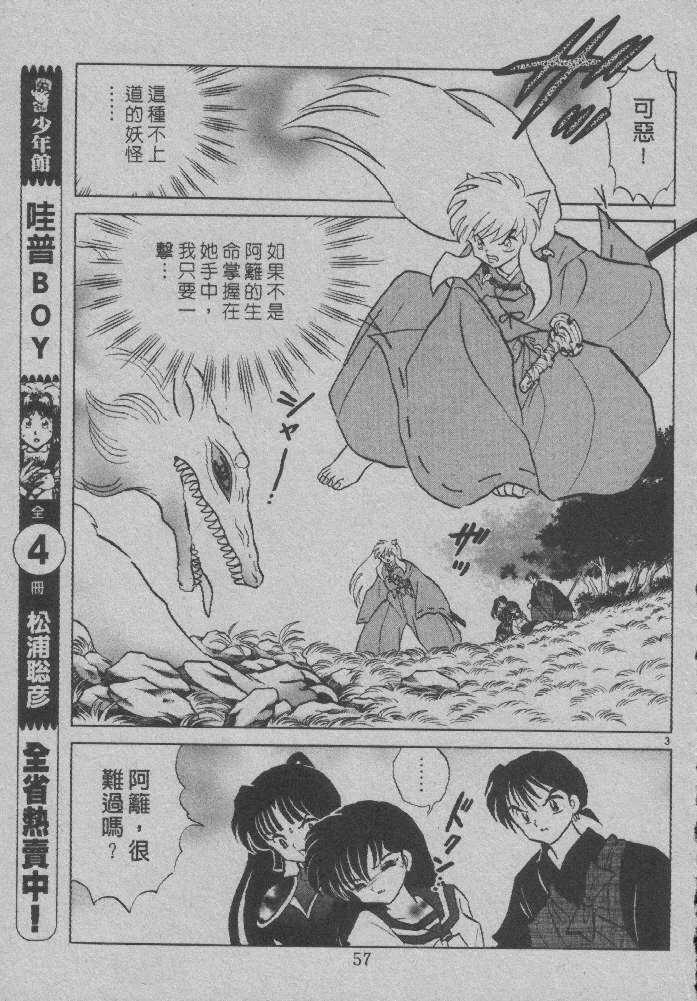 可惡！
這種不上
道的妖怪
……
如果不是
阿籬的生
命掌握在
她手中，
我只要一
擊…
シャー…
ザッ
3
……
ドックン
阿籬，很
難過嗎？
57
少年館
哇普BOY
全
4
冊
松浦聡彦
全省熱賣中！